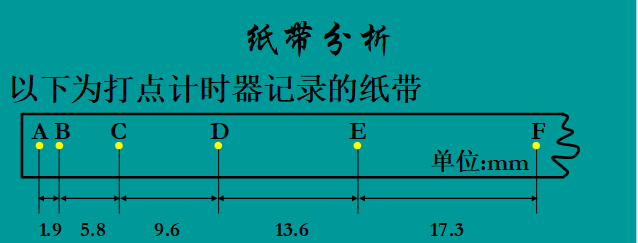 纸带分析
以下为打点计时器记录的纸带
A B C D E F
单位:mm
1.9 5.8 9.6 13.6 17.3